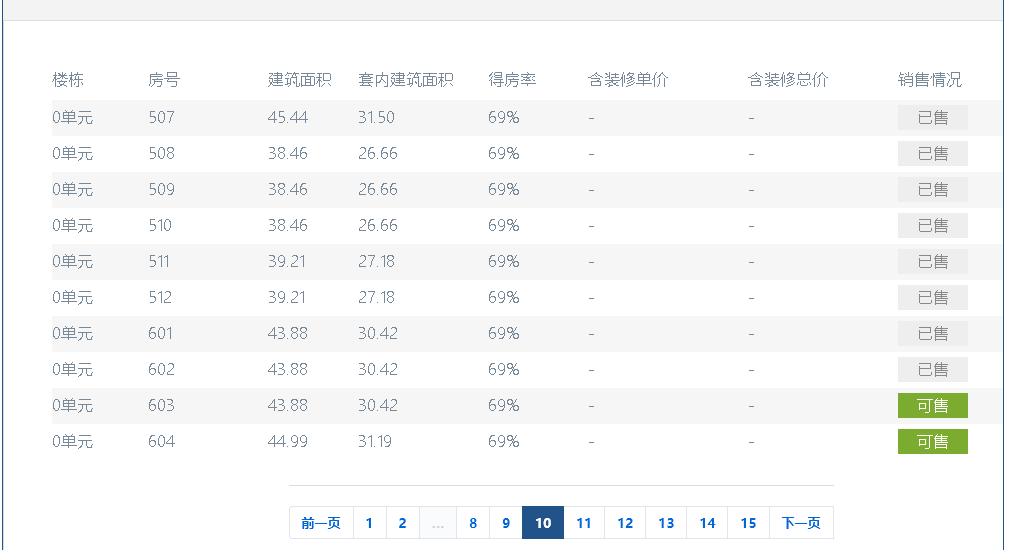 楼栋 房号 建筑面积 套内建筑面积 得房率 含装修单价 含装修总价 销售情况
0单元 507 45.44 31.50 69% - - 已售
0单元 508 38.46 26.66 69% - - 已售
0单元 509 38.46 26.66 69% - - 已售
0单元 510 38.46 26.66 69% - - 已售
0单元 511 39.21 27.18 69% - - 已售
0单元 512 39.21 27.18 69% - - 已售
0单元 601 43.88 30.42 69% - - 已售
0单元 602 43.88 30.42 69% - - 已售
0单元 603 43.88 30.42 69% - - 可售
0单元 604 44.99 31.19 69% - - 可售
前一页 1 2 ... 8 9 10 11 12 13 14 15 下一页